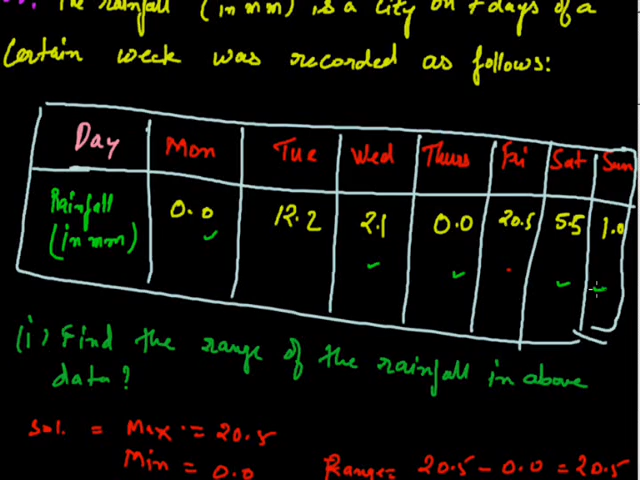 The rainfall (in mm) is a city on 7 days of a
Certain week was recorded as follows:
Day Mon Tue Wed Thurs Fri Sat Sun
Rainfall (in mm) 0.0 12.2 2.1 0.0 20.5 5.5 1.0
(i) Find the range of the rainfall in above
data?
Sol. = Max = 20.5
Min = 0.0 Range = 20.5 - 0.0 = 20.5